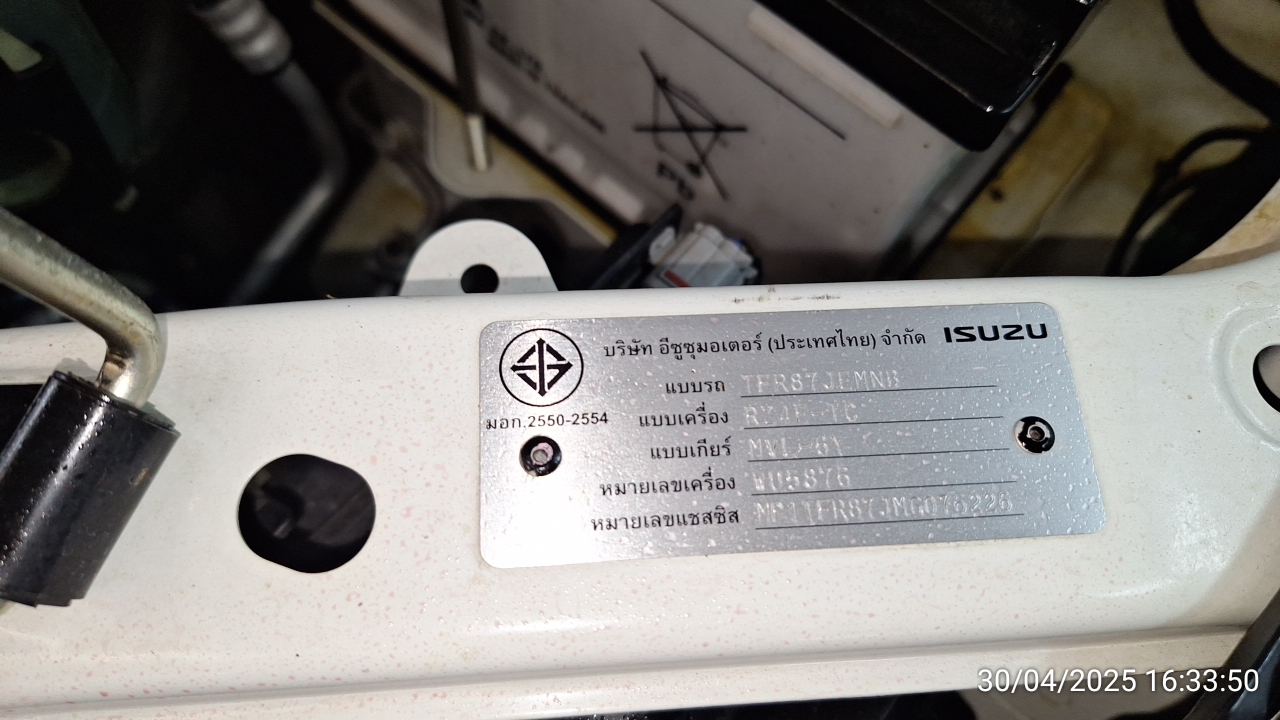 Pb
บริษัท อีซูซุมอเตอร์ (ประเทศไทย) จำกัด ISUZU
แบบรถ TFR87JEMNB
มอก.2550-2554
แบบเครื่อง
แบบเกียร์
หมายเลขเครื่อง WU5876
หมายเลขแชสซิส MP1TFR87JMG076226
30/04/2025 16:33:50